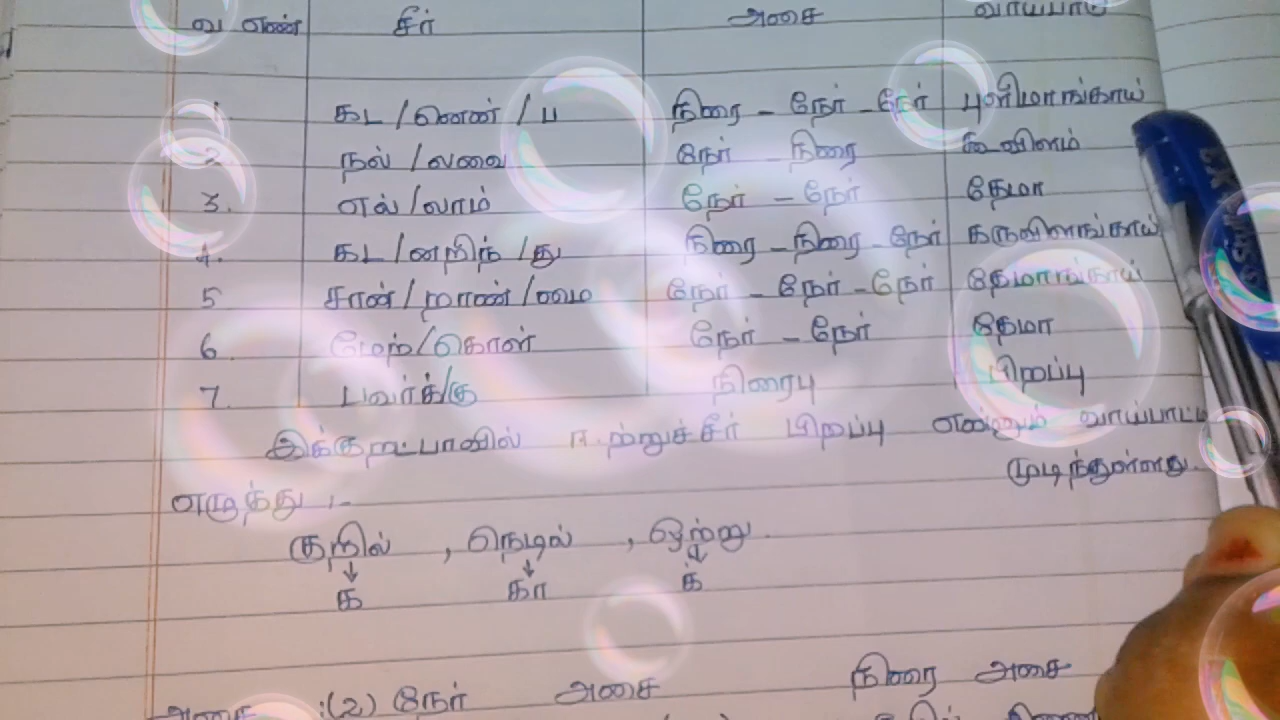 வ எண் சீர் அசை வாய்பாடு
1. கட / னென் / ப நிரை - நேர் - நேர் புளிமாங்காய்
2. நல் / லவை நேர் - நிரை கூவிளம்
3. எல் / லாம் நேர் - நேர் தேமா
4. கட / னறிந் / து நிரை - நிரை - நேர் கருவிளங்காய்
5 சான் / றாண் / மை நேர் - நேர் - நேர் தேமாங்காய்
6. மேற் / கொள் நேர் - நேர் தேமா
7. பவர்க் / கு நிரைபு பிறப்பு
இக்குறட்பாவில் ஈற்றுச்சீர் பிறப்பு என்னும் வாய்பாட்டி
முடிந்துள்ளது.
எழுத்து :-
குறில் , நெடில் , ஒற்று.
↓ ↓ ↓
க கா க்
நிரை அசை
அசை :(2) நேர் அசை